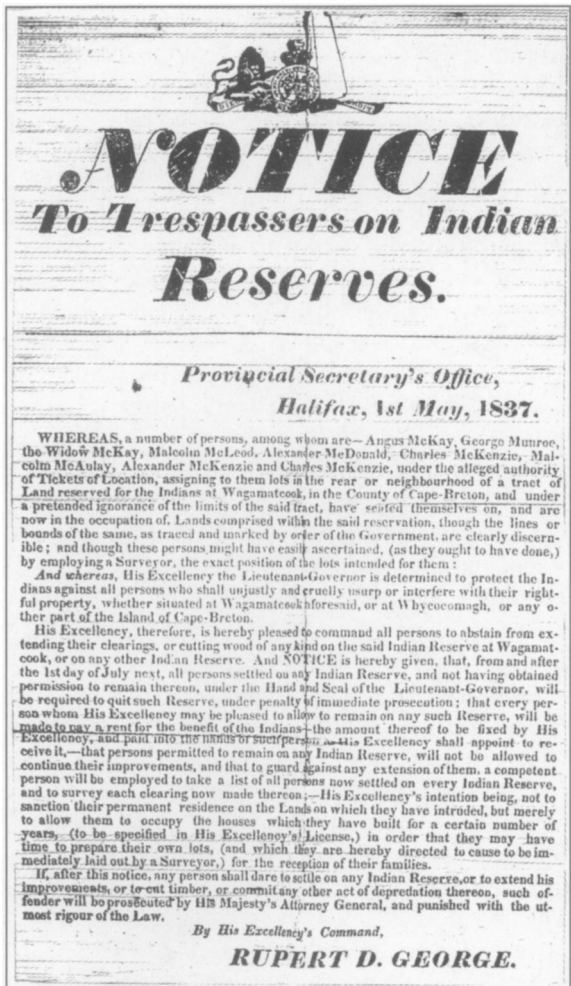 NOTICE
To Trespassers on Indian
Reserves.
Provincial Secretary's Office,
Halifax, 1st May, 1837.
WHEREAS, a number of persons, among whom are—Angus McKay, George Munroe,
the Widow McKay, Malcolm McLeod, Alexander McDonald, Charles McKenzie, Mal-
colm McAulay, Alexander McKenzie and Charles McKenzie, under the alleged authority
of Tickets of Location, assigning to them lots in the rear or neighbourhood of a tract of
Land reserved for the Indians at Wagamatcook, in the County of Cape-Breton, and under
a pretended ignorance of the limits of the said tract, have seated themselves on, and are
now in the occupation of, Lands comprised within the said reservation, though the lines or
bounds of the same, as traced and marked by order of the Government, are clearly discern-
ible; and though these persons might have easily ascertained, (as they ought to have done,)
by employing a Surveyor, the exact position of the lots intended for them:
And whereas, His Excellency the Lieutenant-Governor is determined to protect the In-
dians against all persons who shall unjustly and cruelly usurp or interfere with their right-
ful property, whether situated at Wagamatcook aforesaid, or at Whycocomagh, or any o-
ther part of the Island of Cape-Breton.
His Excellency, therefore, is hereby pleased to command all persons to abstain from ex-
tending their clearings, or cutting wood of any kind on the said Indian Reserve at Wagamat-
cook, or on any other Indian Reserve. And NOTICE is hereby given, that, from and after
the 1st day of July next, all persons settled on any Indian Reserve, and not having obtained
permission to remain thereon, under the Hand and Seal of the Lieutenant-Governor, will
be required to quit such Reserve, under penalty of immediate prosecution; that every per-
son whom His Excellency may be pleased to allow to remain on any such Reserve, will be
made to pay a rent for the benefit of the Indians—the amount thereof to be fixed by His
Excellency, and paid into the hands of such person as His Excellency shall appoint to re-
ceive it,—that persons permitted to remain on any Indian Reserve, will not be allowed to
continue their improvements, and that to guard against any extension of them, a competent
person will be employed to take a list of all persons now settled on every Indian Reserve,
and to survey each clearing now made thereon;—His Excellency's intention being, not to
sanction their permanent residence on the Lands on which they have intruded, but merely
to allow them to occupy the houses which they have built for a certain number of
years, (to be specified in His Excellency's License,) in order that they may have
time to prepare their own lots, (and which they are hereby directed to cause to be im-
mediately laid out by a Surveyor,) for the reception of their families.
If, after this notice, any person shall dare to settle on any Indian Reserve, or to extend his
improvements, or to cut timber, or commit any other act of depredation thereon, such of-
fender will be prosecuted by His Majesty's Attorney General, and punished with the ut-
most rigour of the Law.
By His Excellency's Command,
RUPERT D. GEORGE.